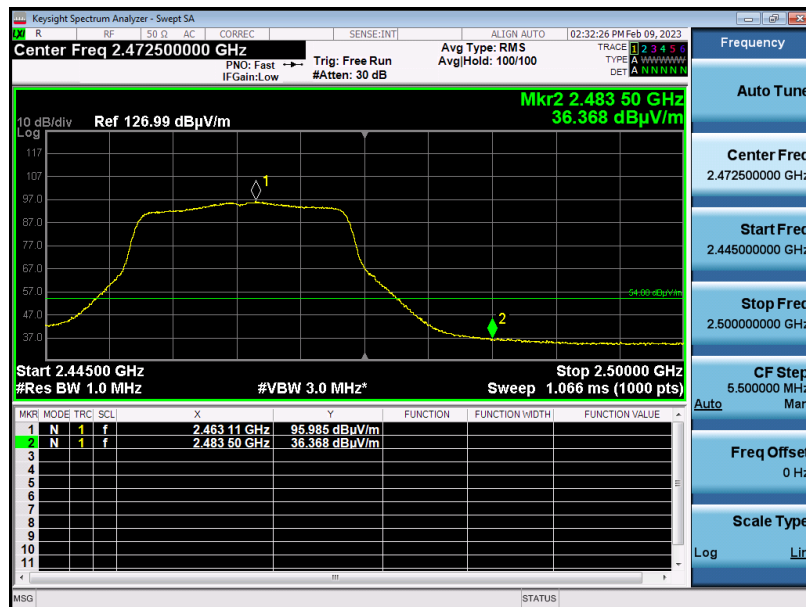 Keysight Spectrum Analyzer - Swept SA
LXI R RF 50 Ω AC CORREC SENSE:INT ALIGN AUTO 02:32:26 PM Feb 09, 2023
Center Freq 2.472500000 GHz
PNO: Fast
IFGain:Low
Trig: Free Run
#Atten: 30 dB
Avg Type: RMS
Avg|Hold: 100/100
TRACE 1 2 3 4 5 6
TYPE A WWWWW
DET A N N N N N
Mkr2 2.483 50 GHz
36.368 dBµV/m
10 dB/div Ref 126.99 dBµV/m
Log
117
107
97.0
87.0
77.0
67.0
57.0
47.0
37.0
1
54.00 dBµV/m
2
Start 2.44500 GHz Stop 2.50000 GHz
#Res BW 1.0 MHz #VBW 3.0 MHz* Sweep 1.066 ms (1000 pts)
MKR MODE TRC SCL X Y FUNCTION FUNCTION WIDTH FUNCTION VALUE
1 N 1 f 2.463 11 GHz 95.985 dBµV/m
2 N 1 f 2.483 50 GHz 36.368 dBµV/m
3
4
5
6
7
8
9
10
11
MSG STATUS
Frequency
Auto Tune
Center Freq
2.472500000 GHz
Start Freq
2.445000000 GHz
Stop Freq
2.500000000 GHz
CF Step
5.500000 MHz
Auto Man
Freq Offset
0 Hz
Scale Type
Log Lin